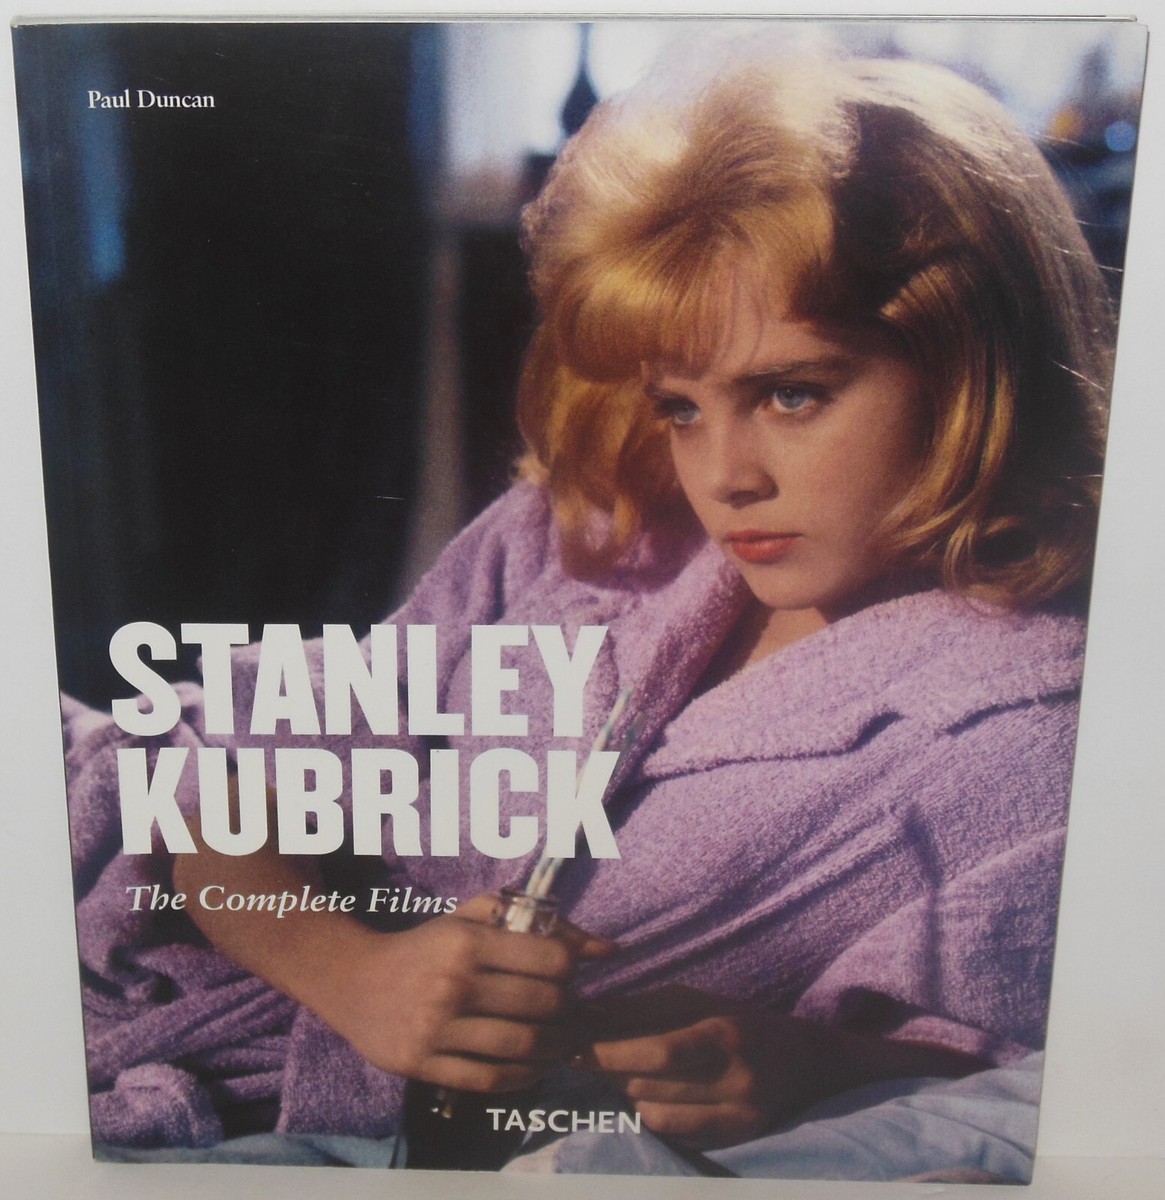 Paul Duncan
STANLEY
KUBRICK
The Complete Films
TASCHEN